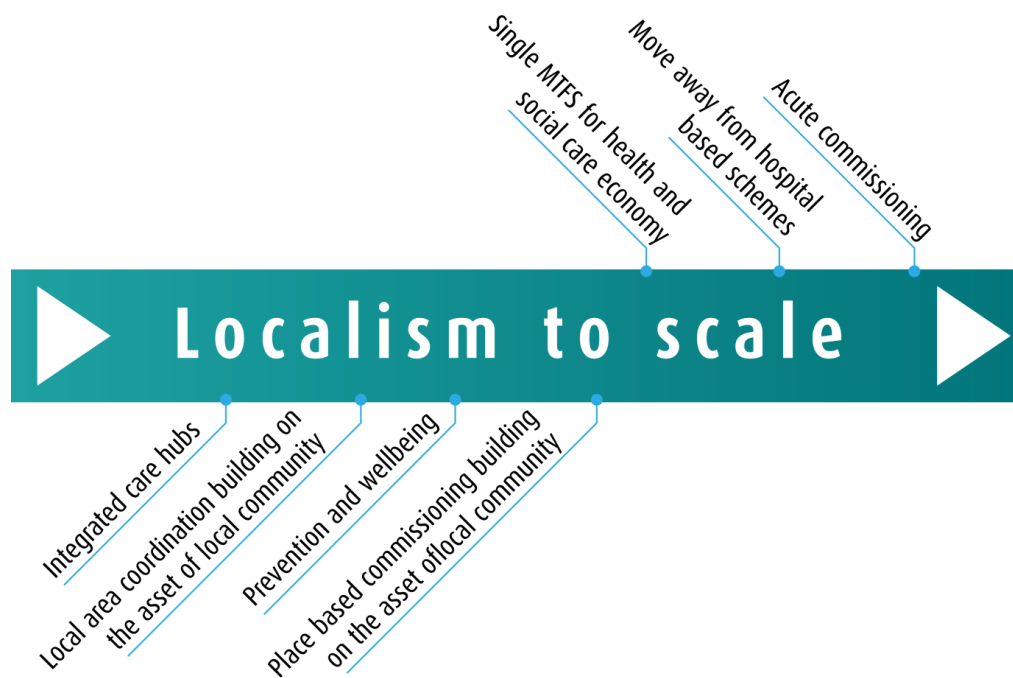 Single MTFS for health and
social care economy
Move away from hospital
based schemes
Acute commissioning
Localism to scale
Integrated care hubs
Local area coordination building on
the asset of local community
Prevention and wellbeing
Place based commissioning building
on the asset oflocal community